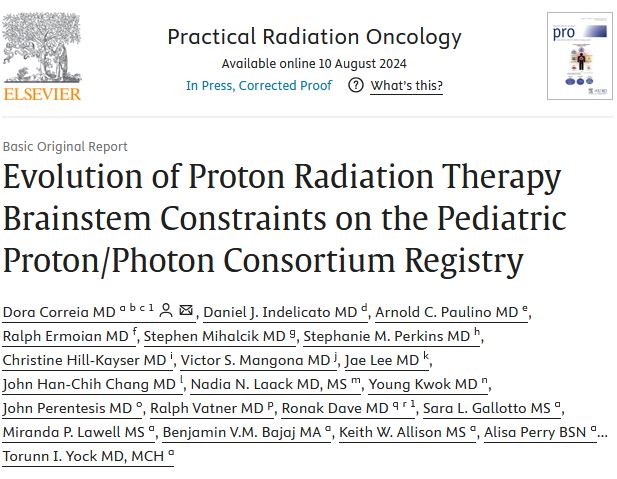 Practical Radiation Oncology
Available online 10 August 2024
In Press, Corrected Proof ? What's this?
ELSEVIER
pro
Basic Original Report
Evolution of Proton Radiation Therapy
Brainstem Constraints on the Pediatric
Proton/Photon Consortium Registry
Dora Correia MD a b c 1, Daniel J. Indelicato MD d, Arnold C. Paulino MD e,
Ralph Ermoian MD f, Stephen Mihalcik MD g, Stephanie M. Perkins MD h,
Christine Hill-Kayser MD i, Victor S. Mangona MD j, Jae Lee MD k,
John Han-Chih Chang MD l, Nadia N. Laack MD, MS m, Young Kwok MD n,
John Perentesis MD o, Ralph Vatner MD p, Ronak Dave MD q r 1, Sara L. Gallotto MS a,
Miranda P. Lawell MS a, Benjamin V.M. Bajaj MA a, Keith W. Allison MS a, Alisa Perry BSN a...
Torunn I. Yock MD, MCH a